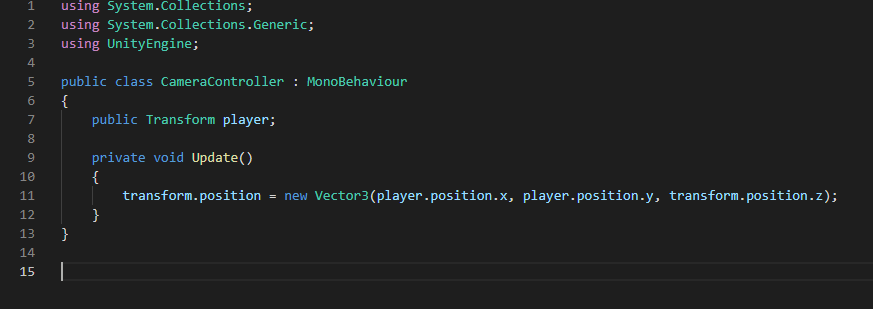 1 using System.Collections;
2 using System.Collections.Generic;
3 using UnityEngine;
4
5 public class CameraController : MonoBehaviour
6 {
7     public Transform player;
8
9     private void Update()
10     {
11         transform.position = new Vector3(player.position.x, player.position.y, transform.position.z);
12     }
13 }
14
15